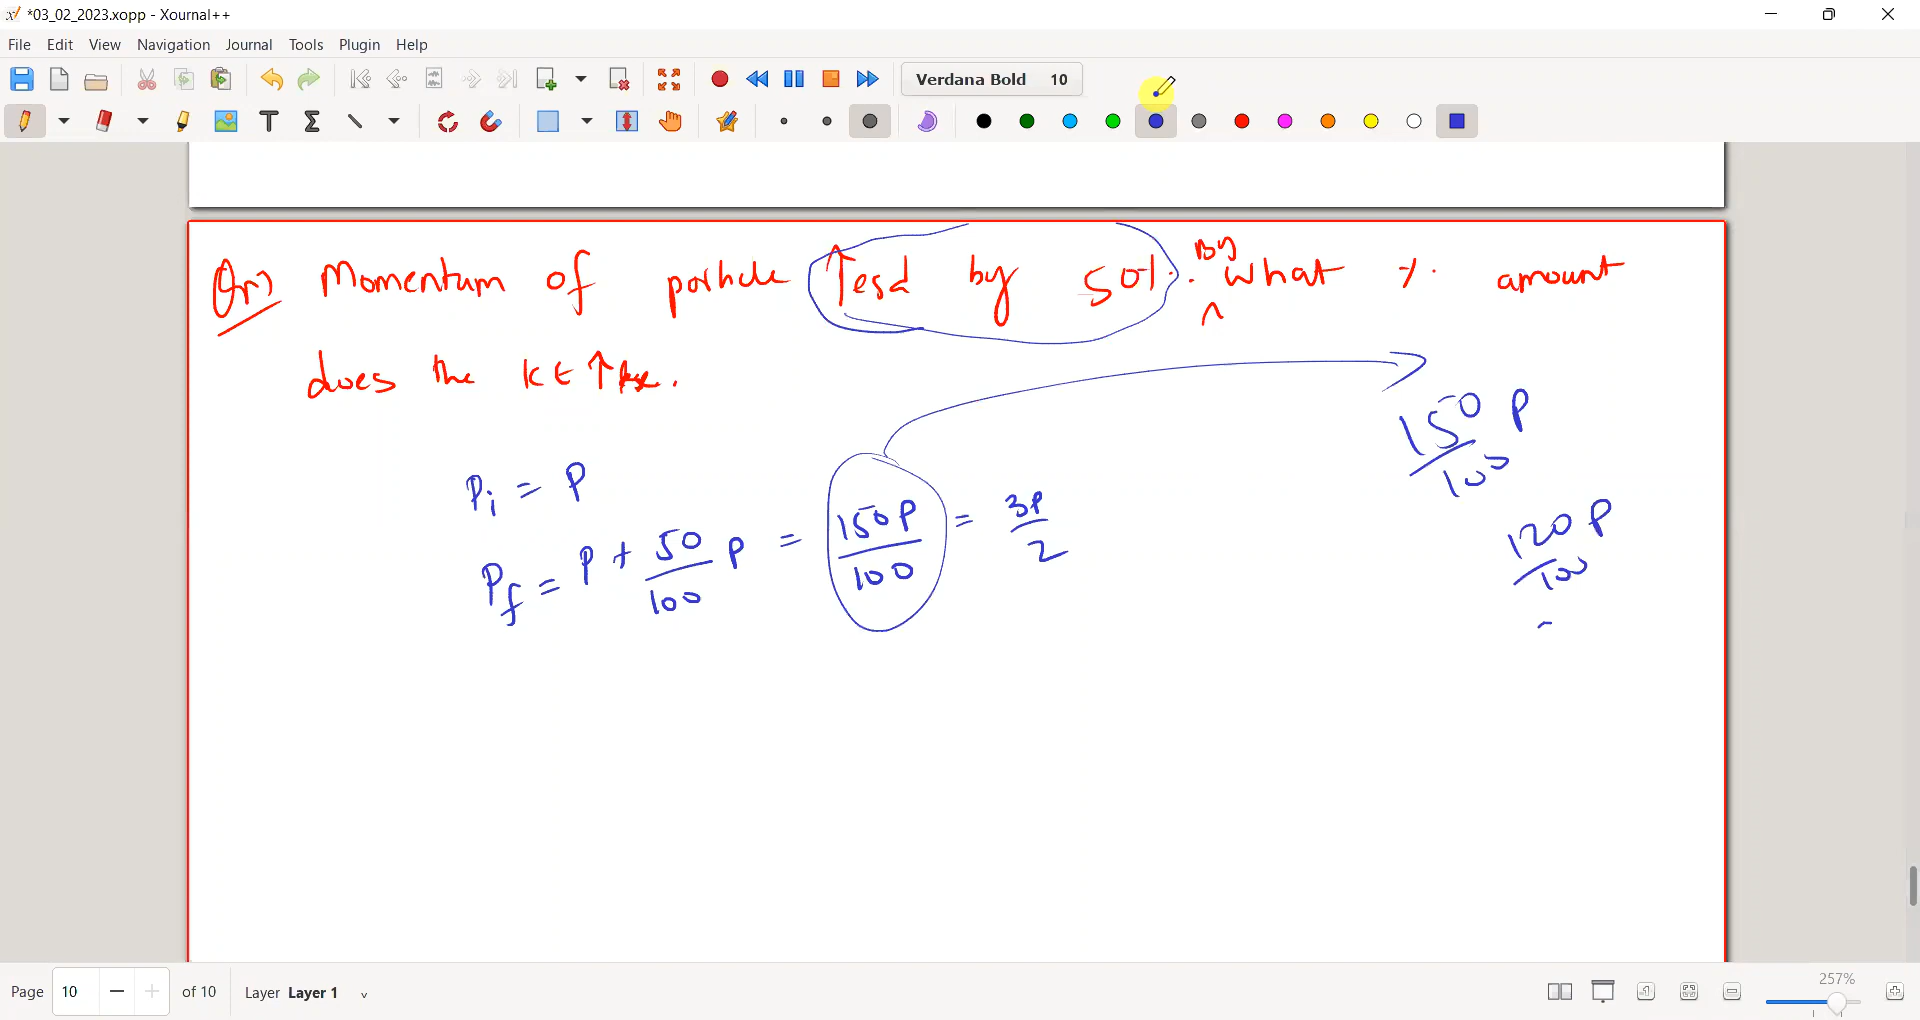 *03_02_2023.xopp - Xournal++
File Edit View Navigation Journal Tools Plugin Help
Verdana Bold 10
Qn) Momentum of particle ↑esd by 50%. By what % amount
does the KE ↑se.
150 P
100
Pi = P
Pf = P + 50/100 P = 150P/100 = 3P/2
120 P
100
Page 10 of 10 Layer Layer 1
257%